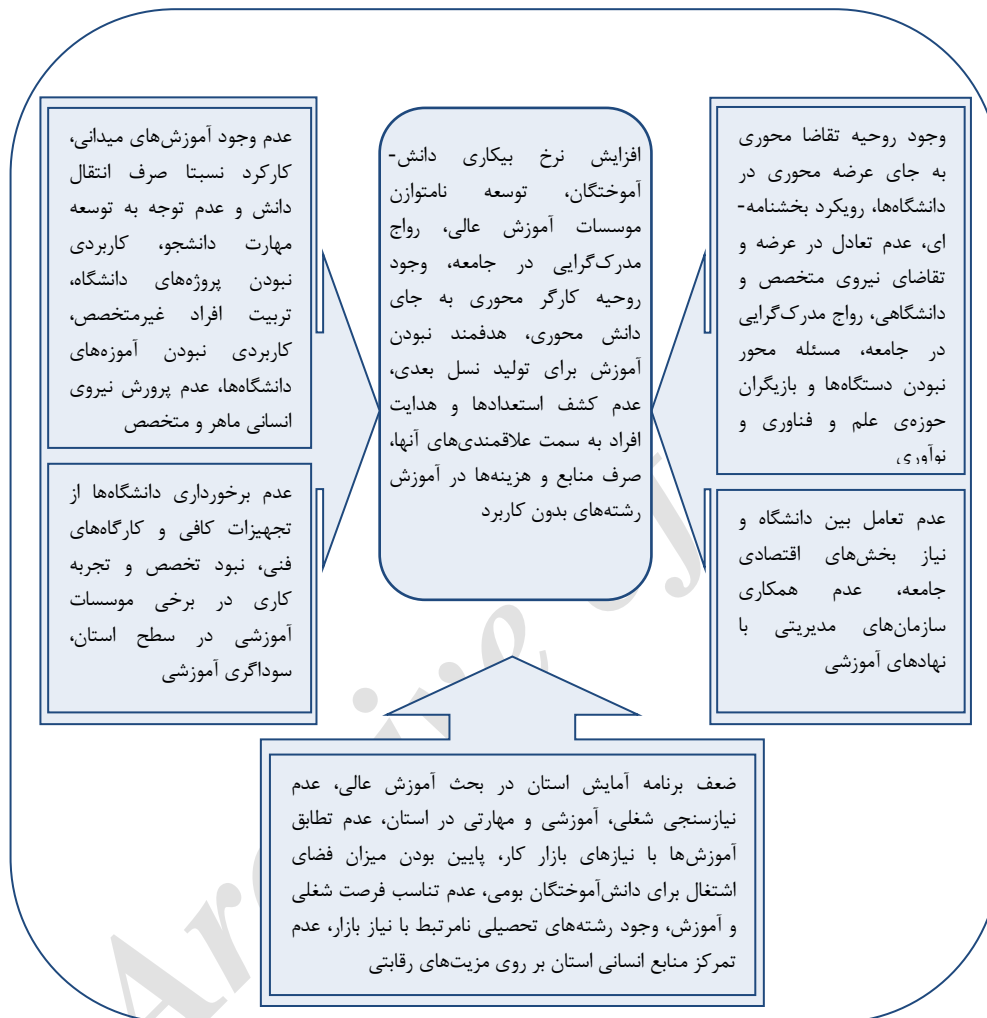 وجود روحیه تقاضا محوری
به جای عرضه محوری در
دانشگاه‌ها، رویکرد بخشنامه-
ای، عدم تعادل در عرضه و
تقاضای نیروی متخصص و
دانشگاهی، رواج مدرک‌گرایی
در جامعه، مسئله محور
نبودن دستگاه‌ها و بازیگران
حوزه‌ی علم و فناوری و
نوآوری
عدم تعامل بین دانشگاه و
نیاز بخش‌های اقتصادی
جامعه، عدم همکاری
سازمان‌های مدیریتی با
نهادهای آموزشی
افزایش نرخ بیکاری دانش-
آموختگان، توسعه نامتوازن
موسسات آموزش عالی، رواج
مدرک‌گرایی در جامعه، وجود
روحیه کارگر محوری به جای
دانش محوری، هدفمند نبودن
آموزش برای تولید نسل بعدی،
عدم کشف استعدادها و هدایت
افراد به سمت علاقمندی‌های آنها،
صرف منابع و هزینه‌ها در آموزش
رشته‌های بدون کاربرد
عدم وجود آموزش‌های میدانی،
کارکرد نسبتا صرف انتقال
دانش و عدم توجه به توسعه
مهارت دانشجو، کاربردی
نبودن پروژه‌های دانشگاه،
تربیت افراد غیرمتخصص،
کاربردی نبودن آموزه‌های
دانشگاه‌ها، عدم پرورش نیروی
انسانی ماهر و متخصص
عدم برخورداری دانشگاه‌ها از
تجهیزات کافی و کارگاه‌های
فنی، نبود تخصص و تجربه
کاری در برخی موسسات
آموزشی در سطح استان،
سوداگری آموزشی
ضعف برنامه آمایش استان در بحث آموزش عالی، عدم
نیازسنجی شغلی، آموزشی و مهارتی در استان، عدم تطابق
آموزش‌ها با نیازهای بازار کار، پایین بودن میزان فضای
اشتغال برای دانش‌آموختگان بومی، عدم تناسب فرصت شغلی
و آموزش، وجود رشته‌های تحصیلی نامرتبط با نیاز بازار، عدم
تمرکز منابع انسانی استان بر روی مزیت‌های رقابتی